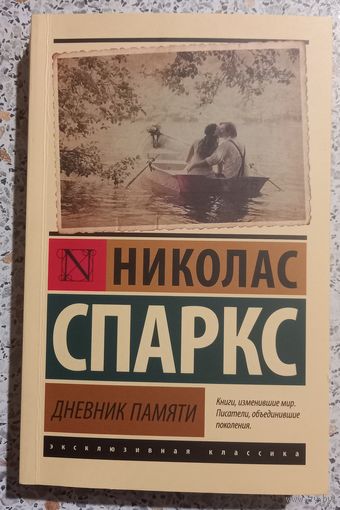 N
НИКОЛАС
СПАРКС
ДНЕВНИК ПАМЯТИ
Книги, изменившие мир.
Писатели, объединившие
поколения.
эксклюзивная классика